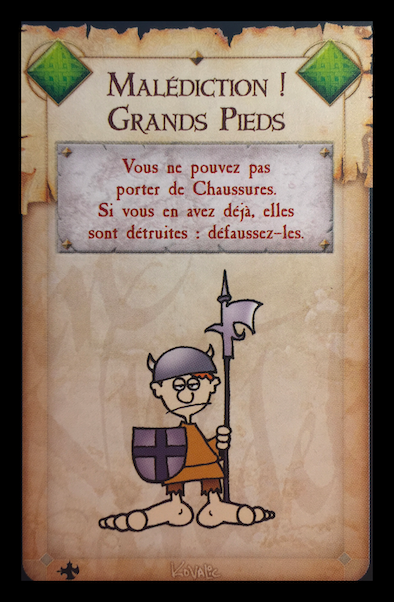 Malédiction !
Grands Pieds
Vous ne pouvez pas
porter de Chaussures.
Si vous en avez déjà, elles
sont détruites : défaussez-les.
Kovalic